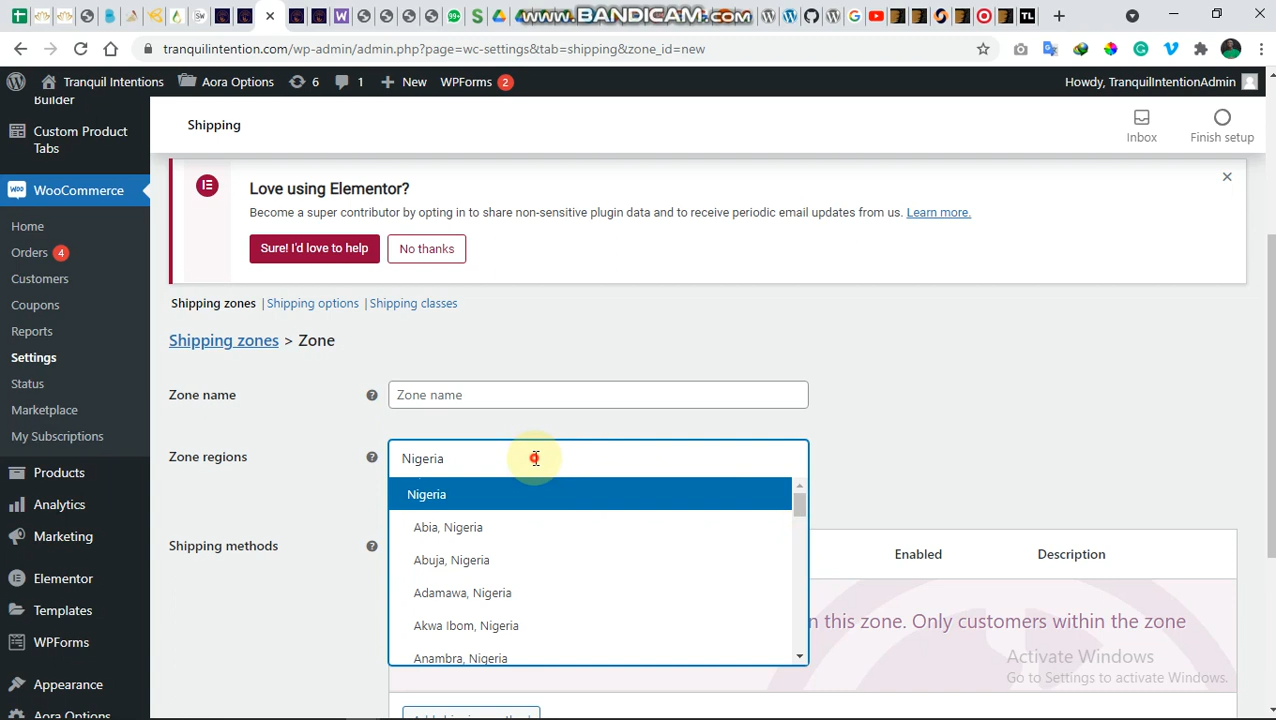 www.BANDICAM.com
99+
TL
tranquilintention.com/wp-admin/admin.php?page=wc-settings&tab=shipping&zone_id=new
Tranquil Intentions
Aora Options
6
1
New
WPForms 2
Howdy, TranquilIntentionAdmin
Builder
Custom Product
Tabs
WooCommerce
Home
Orders 4
Customers
Coupons
Reports
Settings
Status
Marketplace
My Subscriptions
Products
Analytics
Marketing
Elementor
Templates
WPForms
Appearance
Aora Options
Shipping
Inbox
Finish setup
Love using Elementor?
Become a super contributor by opting in to share non-sensitive plugin data and to receive periodic email updates from us. Learn more.
Sure! I'd love to help
No thanks
Shipping zones | Shipping options | Shipping classes
Shipping zones > Zone
Zone name
Zone name
Zone regions
Nigeria
Nigeria
Abia, Nigeria
Abuja, Nigeria
Adamawa, Nigeria
Akwa Ibom, Nigeria
Anambra, Nigeria
Shipping methods
Enabled
Description
n this zone. Only customers within the zone
Activate Windows
Go to Settings to activate Windows.